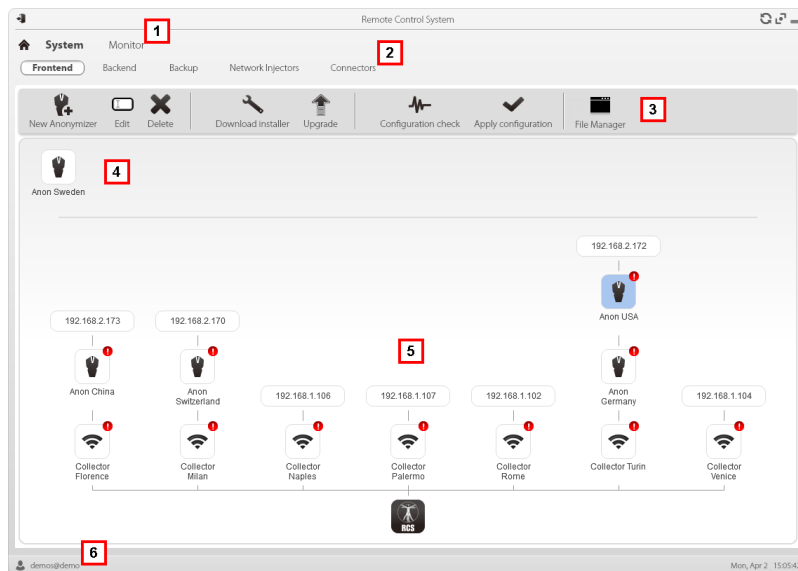 Remote Control System
1
System Monitor
2
Frontend Backend Backup Network Injectors Connectors
New Anonymizer Edit Delete Download installer Upgrade Configuration check Apply configuration File Manager
3
4
Anon Sweden
192.168.2.172
Anon USA
192.168.2.173 192.168.2.170
5
Anon China
Anon
Switzerland
Anon
Germany
192.168.1.106 192.168.1.107 192.168.1.102 192.168.1.104
Collector
Florence
Collector
Milan
Collector
Naples
Collector
Palermo
Collector
Rome
Collector Turin
Collector
Venice
RCS
6
demos@demo
Mon, Apr 2 15:05:42